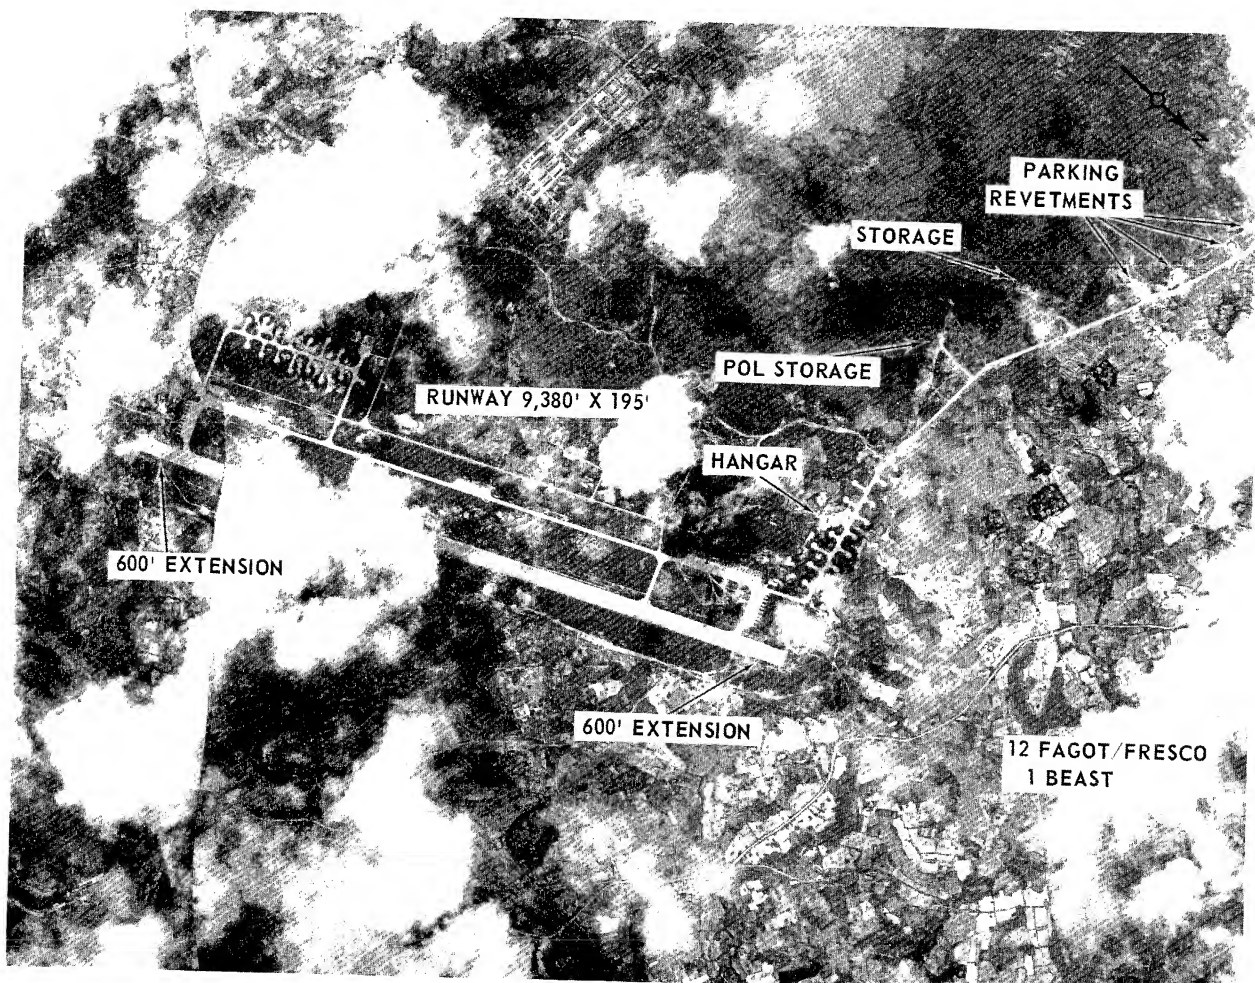 PARKING
REVETMENTS
STORAGE
POL STORAGE
RUNWAY 9,380' X 195'
HANGAR
600' EXTENSION
600' EXTENSION
12 FAGOT/FRESCO
1 BEAST
N